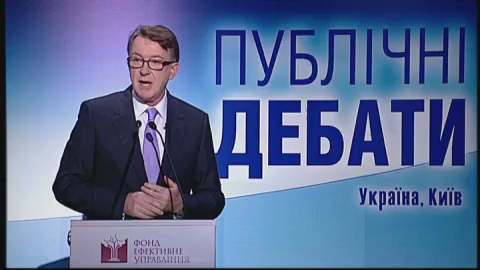 ПУБЛІЧНІ
ДЕБАТИ
Україна, Київ
ФОНД
ЕФЕКТИВНЕ
УПРАВЛІННЯ